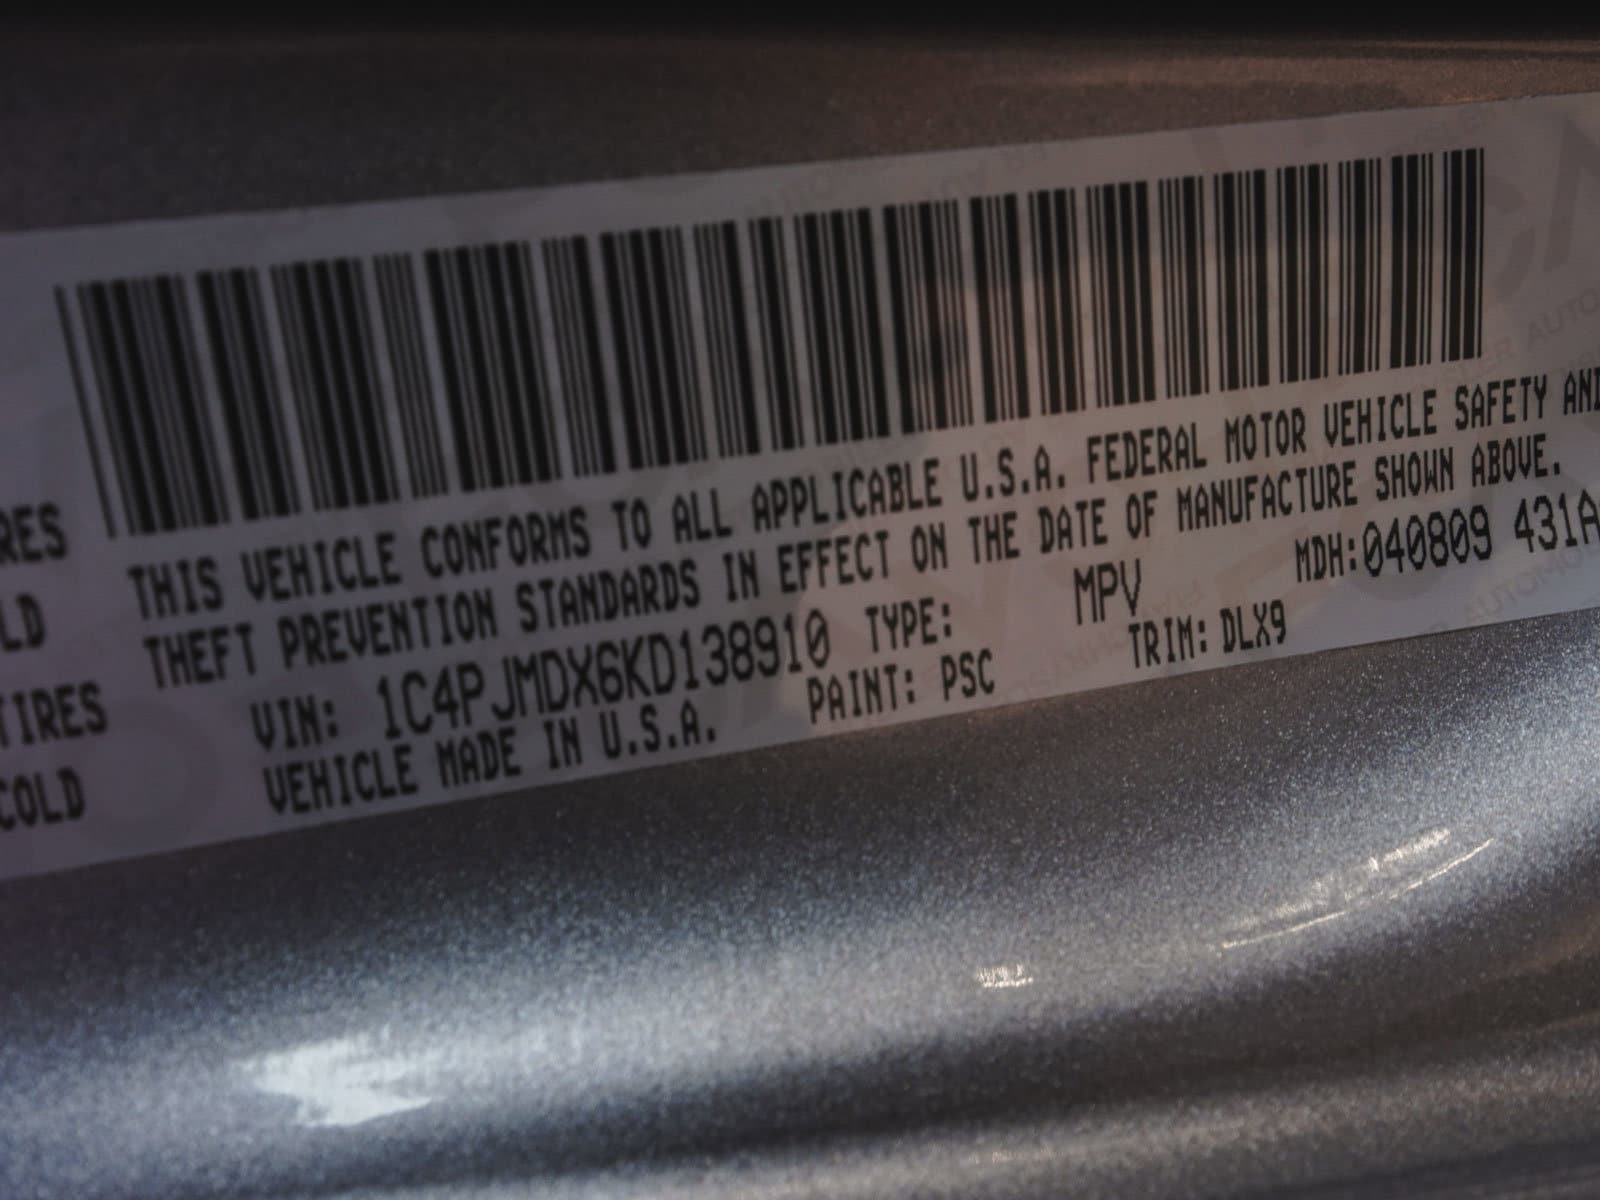 RES
LD
TIRES
COLD
THIS VEHICLE CONFORMS TO ALL APPLICABLE U.S.A. FEDERAL MOTOR VEHICLE SAFETY AND
THEFT PREVENTION STANDARDS IN EFFECT ON THE DATE OF MANUFACTURE SHOWN ABOVE.
VIN: 1C4PJMDX6KD138910 TYPE: MPV MDH:040809 431A
VEHICLE MADE IN U.S.A. PAINT: PSC TRIM: DLX9